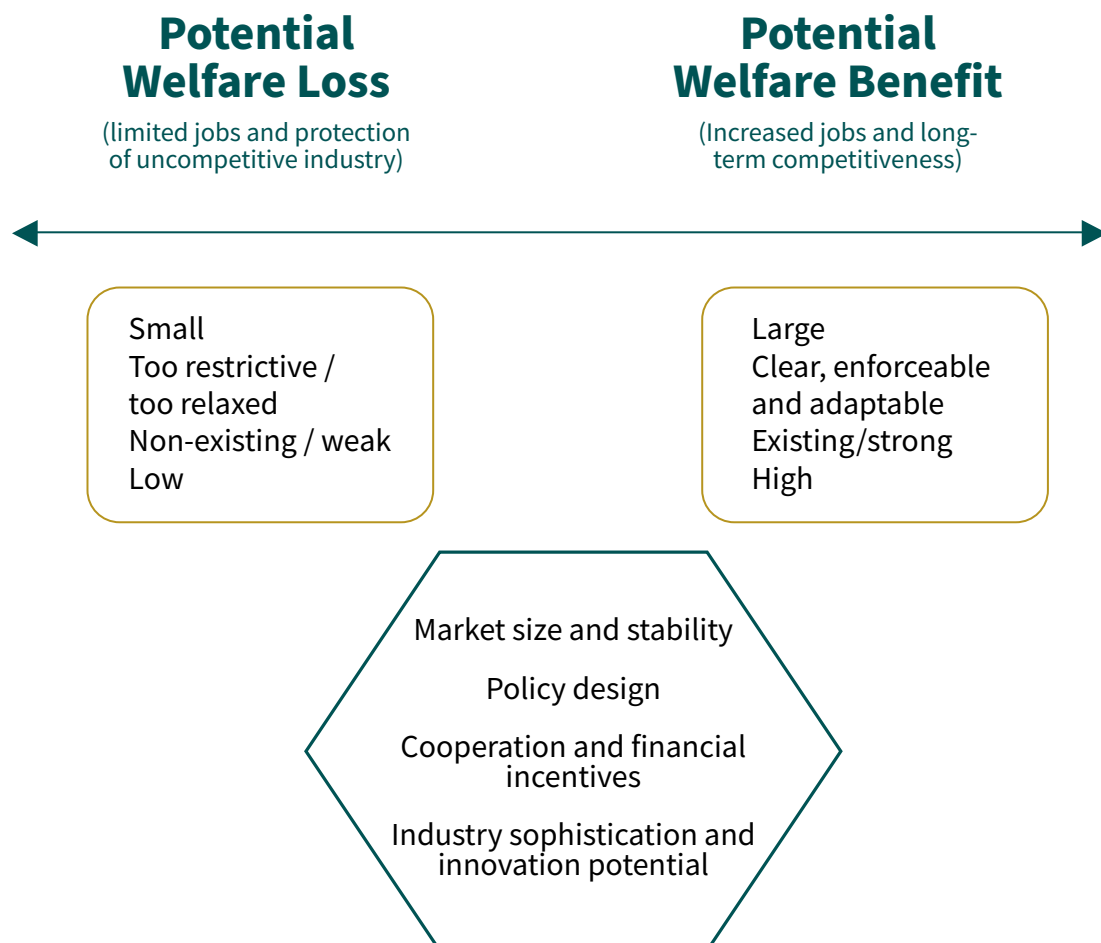 Potential
Welfare Loss
(limited jobs and protection
of uncompetitive industry)
Potential
Welfare Benefit
(Increased jobs and long-
term competitiveness)
Small
Too restrictive /
too relaxed
Non-existing / weak
Low
Large
Clear, enforceable
and adaptable
Existing/strong
High
Market size and stability
Policy design
Cooperation and financial
incentives
Industry sophistication and
innovation potential